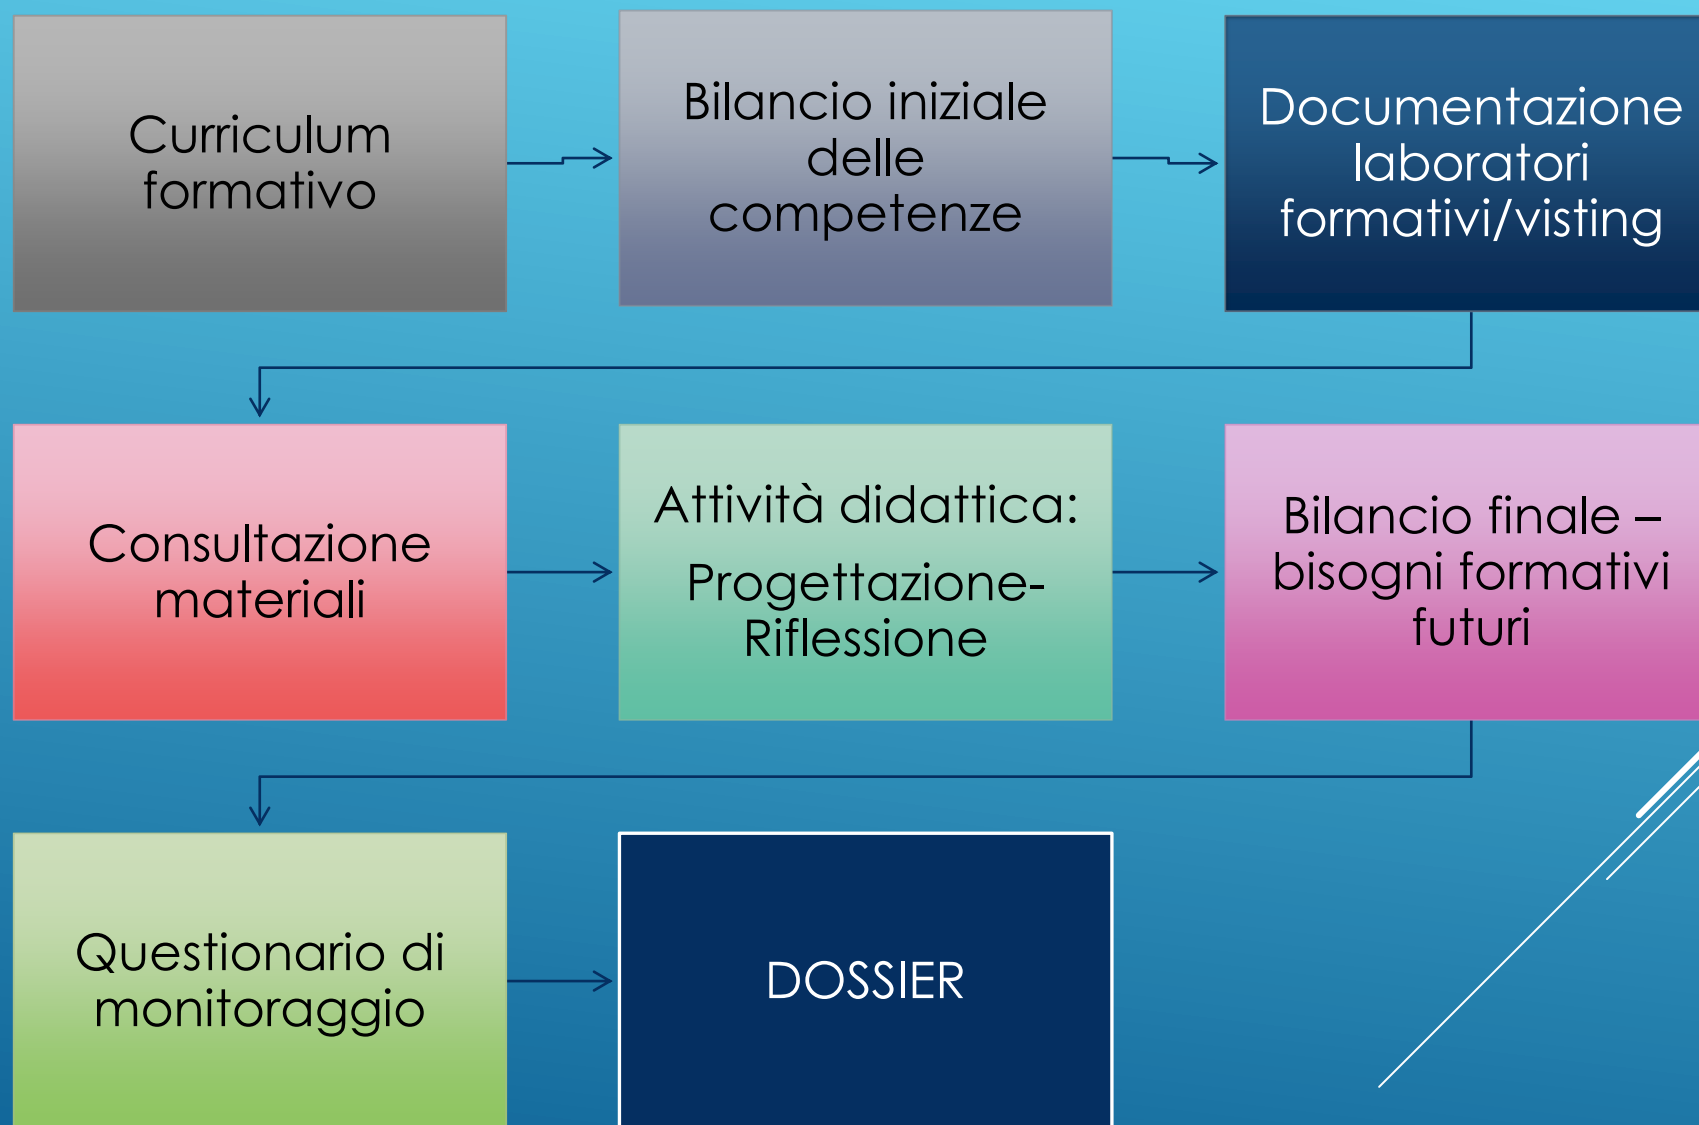 Curriculum
formativo
Bilancio iniziale
delle
competenze
Documentazione
laboratori
formativi/visting
Consultazione
materiali
Attività didattica:
Progettazione-
Riflessione
Bilancio finale –
bisogni formativi
futuri
Questionario di
monitoraggio
DOSSIER